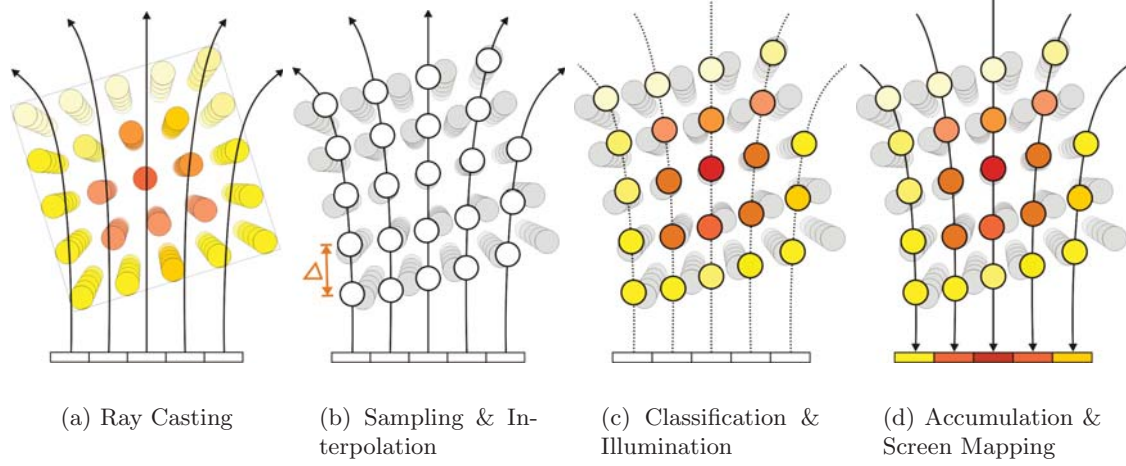 Δ
(a) Ray Casting
(b) Sampling & In-
terpolation
(c) Classification &
Illumination
(d) Accumulation &
Screen Mapping